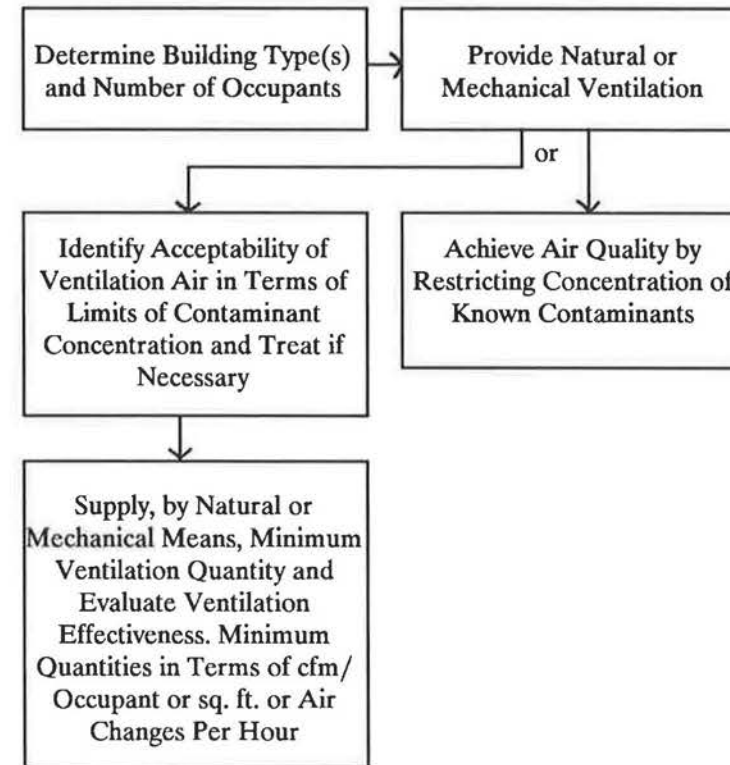 Determine Building Type(s)
and Number of Occupants
Provide Natural or
Mechanical Ventilation
or
Identify Acceptability of
Ventilation Air in Terms of
Limits of Contaminant
Concentration and Treat if
Necessary
Achieve Air Quality by
Restricting Concentration of
Known Contaminants
Supply, by Natural or
Mechanical Means, Minimum
Ventilation Quantity and
Evaluate Ventilation
Effectiveness. Minimum
Quantities in Terms of cfm/
Occupant or sq. ft. or Air
Changes Per Hour